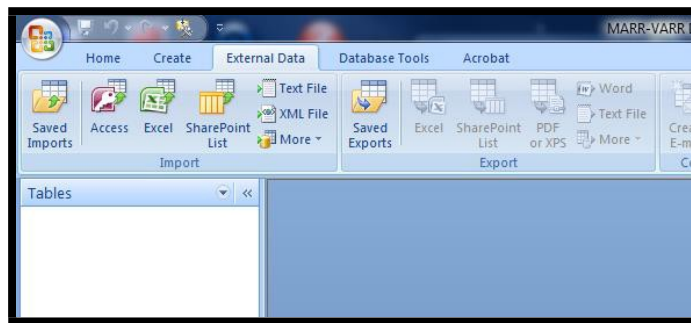 MARR-VARR
Home Create External Data Database Tools Acrobat
Saved Imports Access Excel SharePoint List Text File XML File More
Saved Exports Excel SharePoint List PDF or XPS Word Text File More
Import Export
Tables